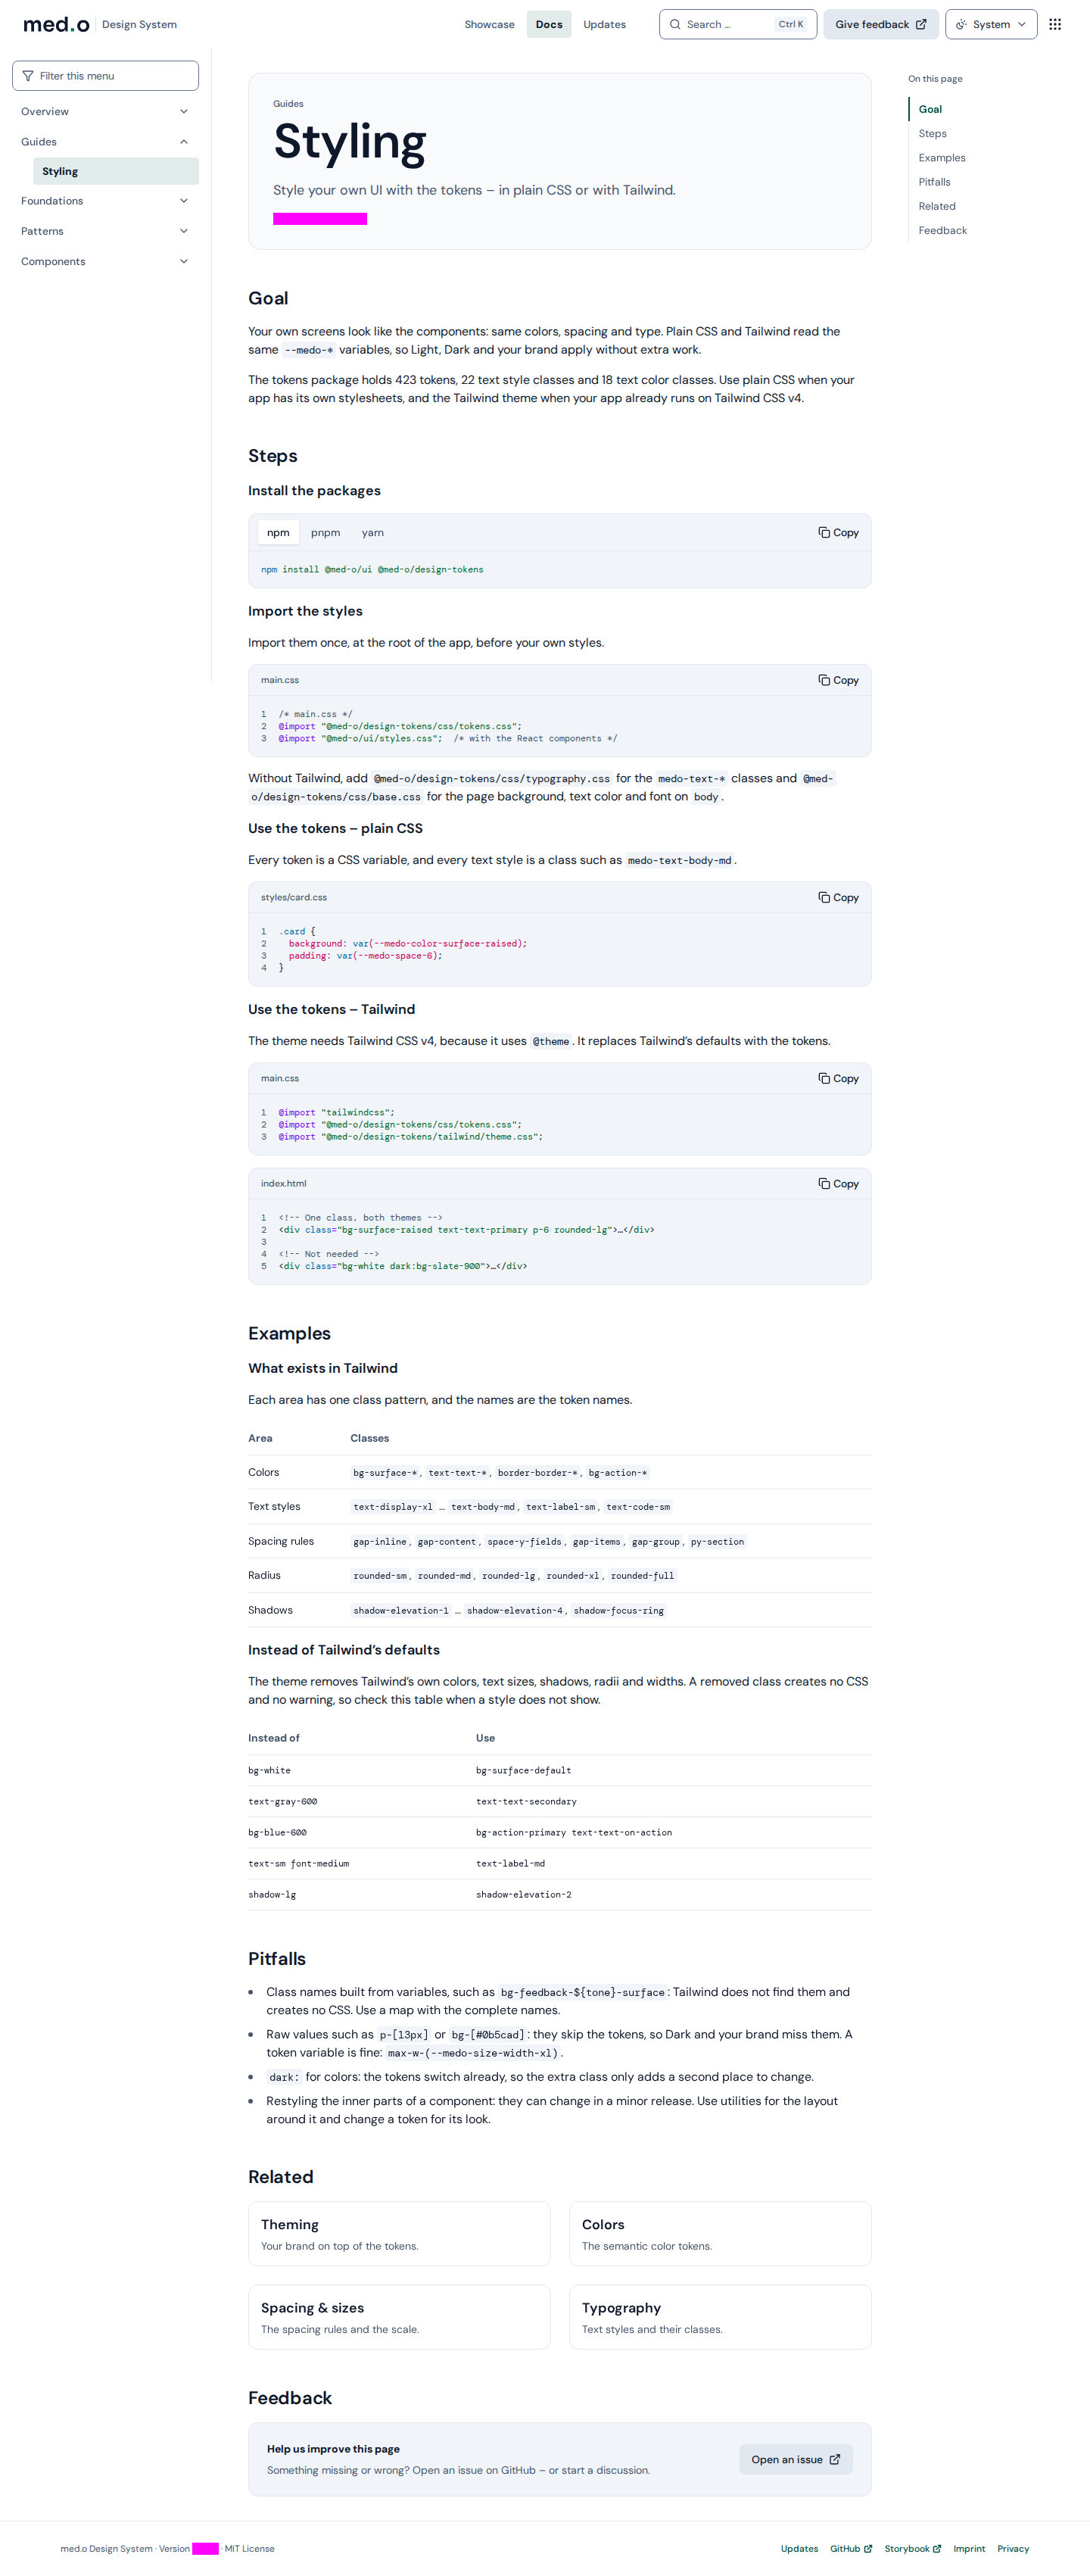 med.o Design System
Showcase Docs Updates
Search ... Ctrl K
Give feedback
System
Filter this menu
Overview
Guides
Styling
Foundations
Patterns
Components
Guides
Styling
Style your own UI with the tokens – in plain CSS or with Tailwind.
On this page
Goal
Steps
Examples
Pitfalls
Related
Feedback
Goal
Your own screens look like the components: same colors, spacing and type. Plain CSS and Tailwind read the
same --medo-* variables, so Light, Dark and your brand apply without extra work.
The tokens package holds 423 tokens, 22 text style classes and 18 text color classes. Use plain CSS when your
app has its own stylesheets, and the Tailwind theme when your app already runs on Tailwind CSS v4.
Steps
Install the packages
npm pnpm yarn Copy
npm install @med-o/ui @med-o/design-tokens
Import the styles
Import them once, at the root of the app, before your own styles.
main.css Copy
1 /* main.css */
2 @import "@med-o/design-tokens/css/tokens.css";
3 @import "@med-o/ui/styles.css"; /* with the React components */
Without Tailwind, add @med-o/design-tokens/css/typography.css for the medo-text-* classes and @med-
o/design-tokens/css/base.css for the page background, text color and font on body.
Use the tokens – plain CSS
Every token is a CSS variable, and every text style is a class such as medo-text-body-md.
styles/card.css Copy
1 .card {
2 background: var(--medo-color-surface-raised);
3 padding: var(--medo-space-6);
4 }
Use the tokens – Tailwind
The theme needs Tailwind CSS v4, because it uses @theme. It replaces Tailwind’s defaults with the tokens.
main.css Copy
1 @import "tailwindcss";
2 @import "@med-o/design-tokens/css/tokens.css";
3 @import "@med-o/design-tokens/tailwind/theme.css";
index.html Copy
1 <!-- One class, both themes -->
2 <div class="bg-surface-raised text-text-primary p-6 rounded-lg">…</div>
3
4 <!-- Not needed -->
5 <div class="bg-white dark:bg-slate-900">…</div>
Examples
What exists in Tailwind
Each area has one class pattern, and the names are the token names.
Area Classes
Colors bg-surface-*, text-text-*, border-border-*, bg-action-*
Text styles text-display-xl … text-body-md, text-label-sm, text-code-sm
Spacing rules gap-inline, gap-content, space-y-fields, gap-items, gap-group, py-section
Radius rounded-sm, rounded-md, rounded-lg, rounded-xl, rounded-full
Shadows shadow-elevation-1 … shadow-elevation-4, shadow-focus-ring
Instead of Tailwind’s defaults
The theme removes Tailwind’s own colors, text sizes, shadows, radii and widths. A removed class creates no CSS
and no warning, so check this table when a style does not show.
Instead of Use
bg-white bg-surface-default
text-gray-600 text-text-secondary
bg-blue-600 bg-action-primary text-text-on-action
text-sm font-medium text-label-md
shadow-lg shadow-elevation-2
Pitfalls
Class names built from variables, such as bg-feedback-${tone}-surface: Tailwind does not find them and
creates no CSS. Use a map with the complete names.
Raw values such as p-[13px] or bg-[#0b5cad]: they skip the tokens, so Dark and your brand miss them. A
token variable is fine: max-w-(--medo-size-width-xl).
dark: for colors: the tokens switch already, so the extra class only adds a second place to change.
Restyling the inner parts of a component: they can change in a minor release. Use utilities for the layout
around it and change a token for its look.
Related
Theming
Your brand on top of the tokens.
Colors
The semantic color tokens.
Spacing & sizes
The spacing rules and the scale.
Typography
Text styles and their classes.
Feedback
Help us improve this page
Something missing or wrong? Open an issue on GitHub – or start a discussion.
Open an issue
med.o Design System · Version · MIT License
Updates GitHub Storybook Imprint Privacy